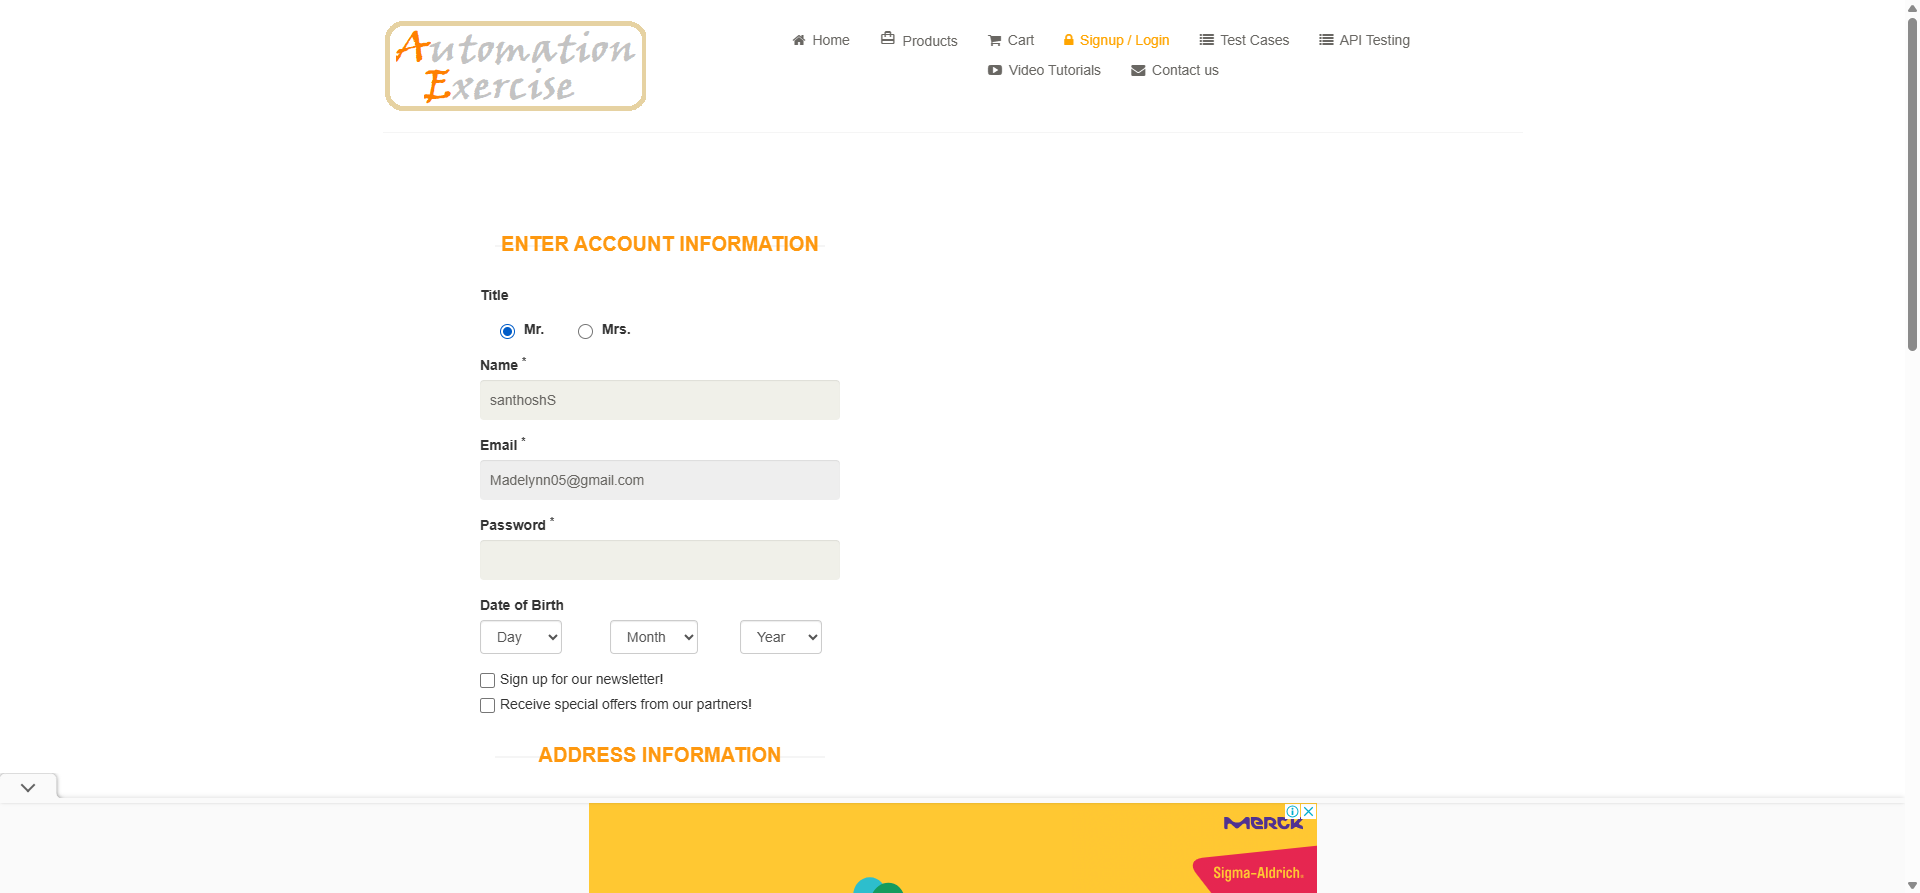 Automation
Exercise
Home
Products
Cart
Signup / Login
Test Cases
API Testing
Video Tutorials
Contact us
ENTER ACCOUNT INFORMATION
Title
Mr.
Mrs.
Name *
santhoshS
Email *
Madelynn05@gmail.com
Password *
Date of Birth
Day
Month
Year
Sign up for our newsletter!
Receive special offers from our partners!
ADDRESS INFORMATION
MERCK
Sigma-Aldrich®